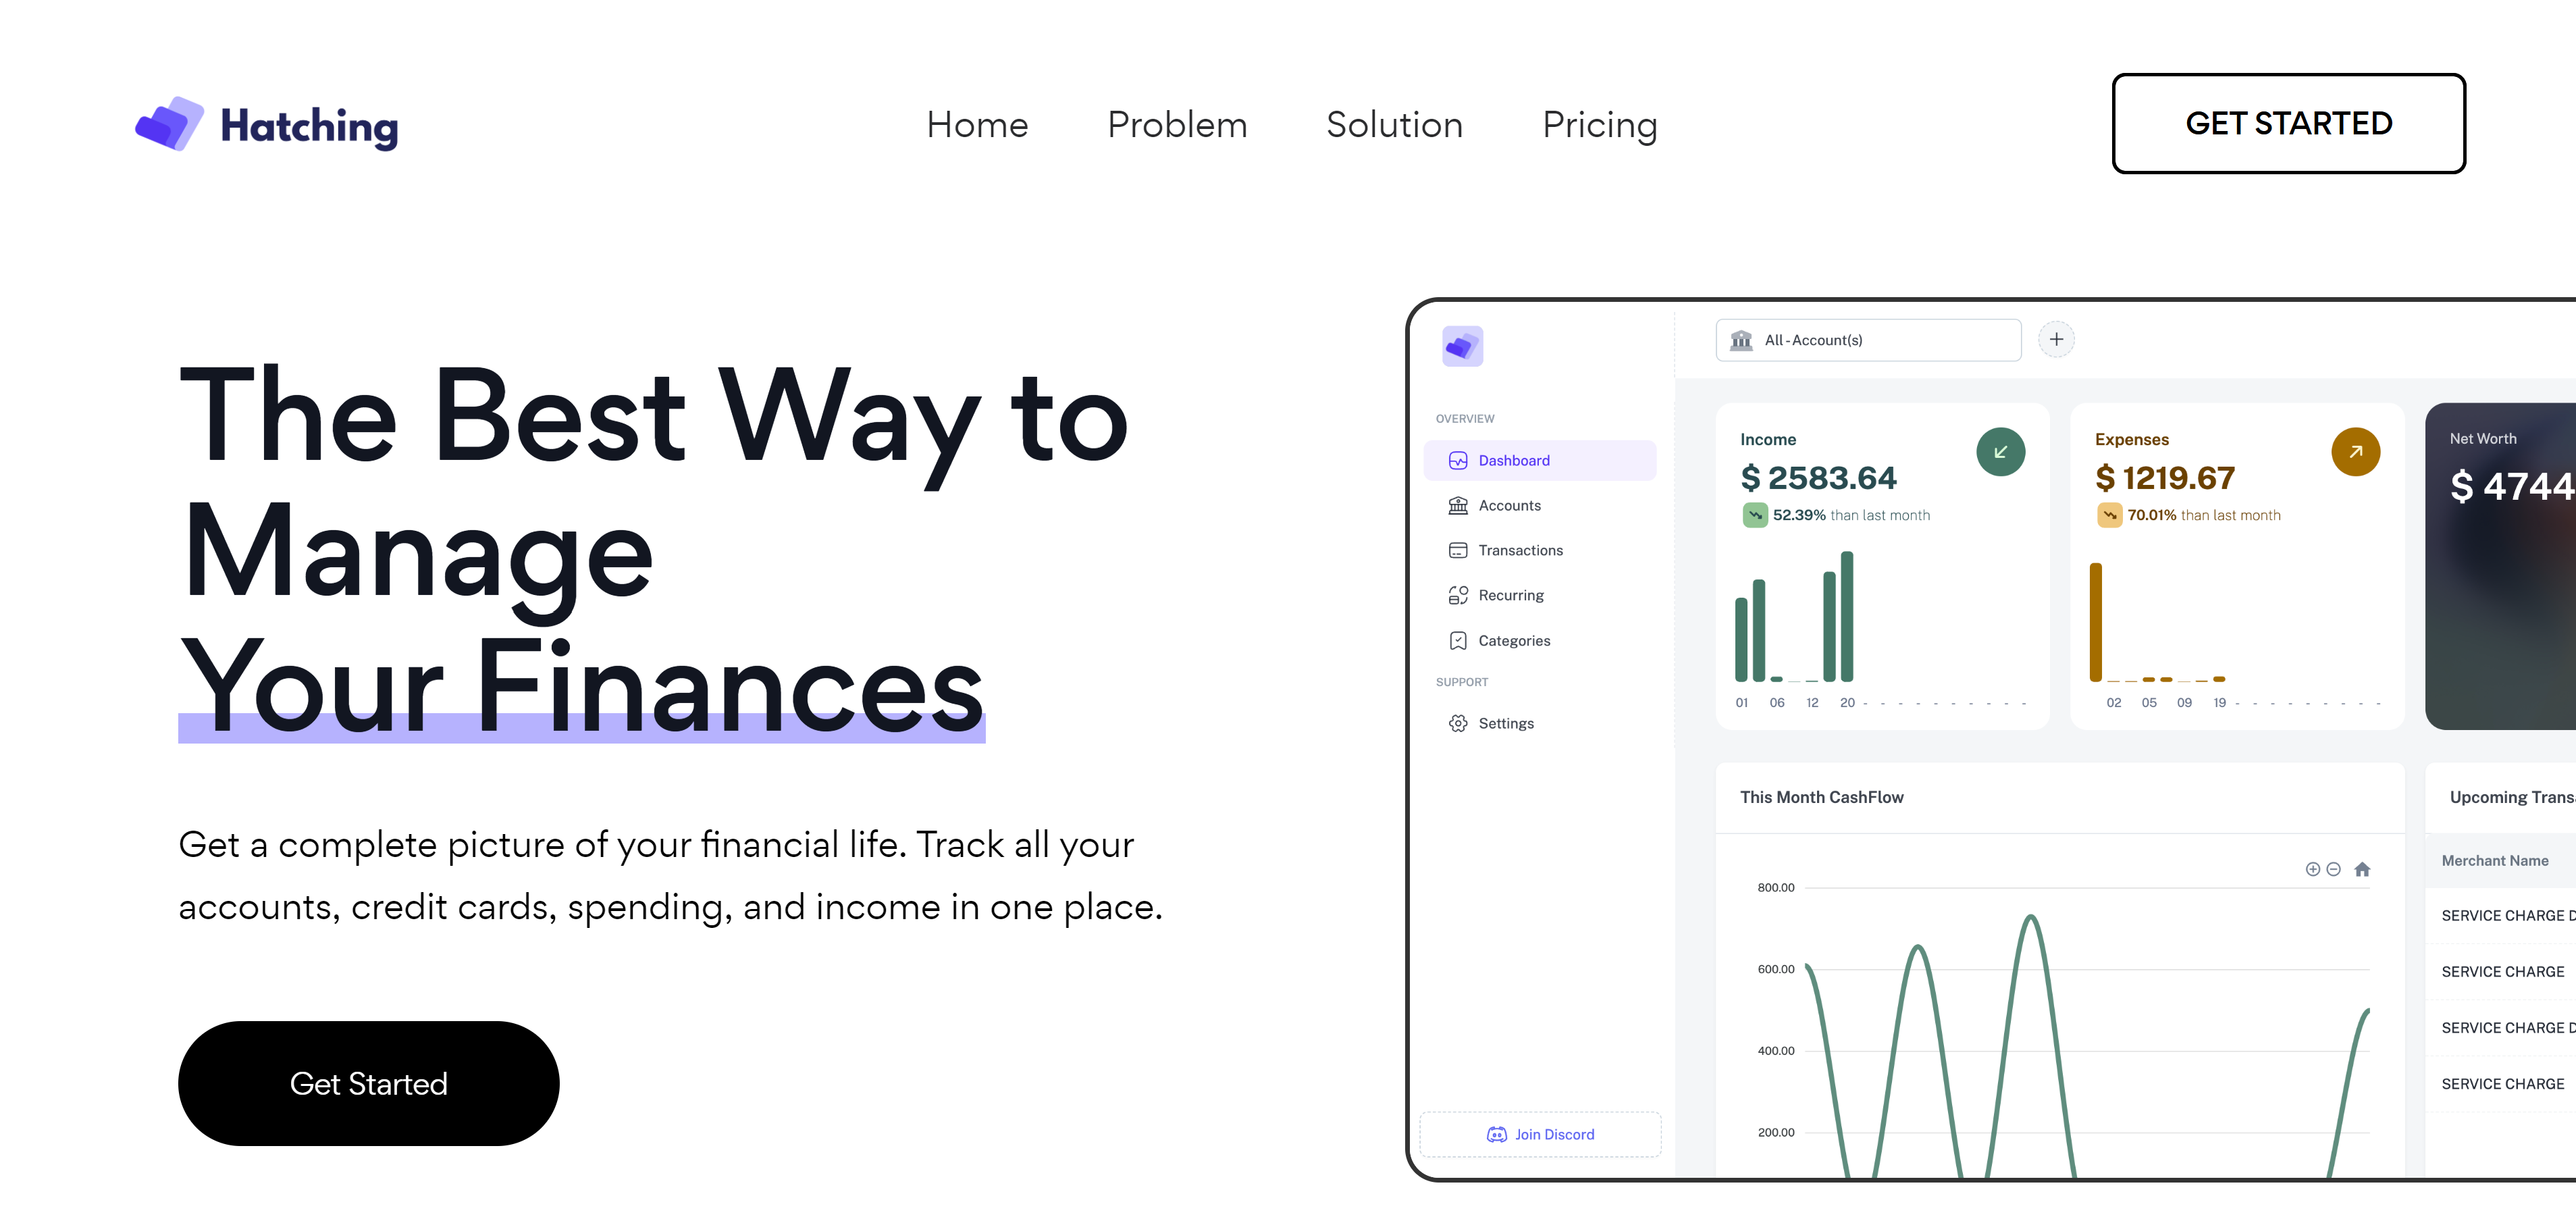 Hatching
Home Problem Solution Pricing
GET STARTED
The Best Way to
Manage
Your Finances
Get a complete picture of your financial life. Track all your
accounts, credit cards, spending, and income in one place.
Get Started
OVERVIEW
Dashboard
Accounts
Transactions
Recurring
Categories
SUPPORT
Settings
Join Discord
All - Account(s)
Income
$ 2583.64
52.39% than last month
01 06 12 20 - - - - - - - - - -
Expenses
$ 1219.67
70.01% than last month
02 05 09 19 - - - - - - - - -
Net Worth
$ 4744
This Month CashFlow
800.00
600.00
400.00
200.00
Upcoming Trans
Merchant Name
SERVICE CHARGE D
SERVICE CHARGE
SERVICE CHARGE D
SERVICE CHARGE